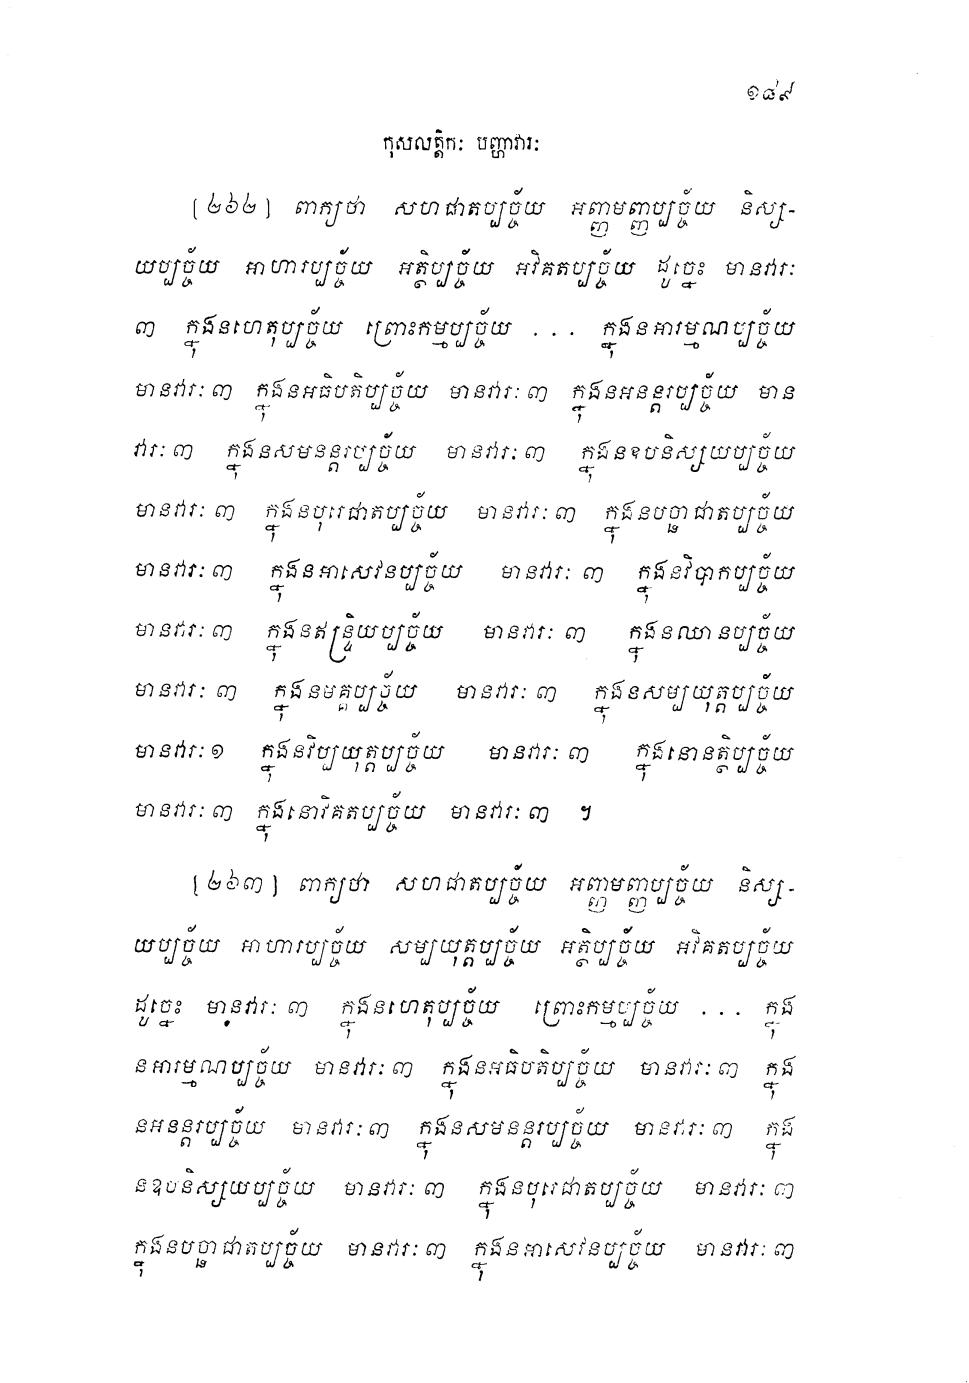 ១៨៩
កុសលត្តិកៈ បញ្ហាវារៈ
[២៦២] ពាក្យថា សហជាតប្បច្ច័យ អញ្ញមញ្ញប្បច្ច័យ និស្ស-
យប្បច្ច័យ អាហារប្បច្ច័យ អត្ថិប្បច្ច័យ អវិគតប្បច្ច័យ ដូច្នេះ មានវារៈ
៣ ក្នុងនហេតុប្បច្ច័យ ព្រោះកម្មប្បច្ច័យ . . . ក្នុងនអារម្មណប្បច្ច័យ
មានវារៈ ៣ ក្នុងនអធិបតិប្បច្ច័យ មានវារៈ ៣ ក្នុងនអនន្តរប្បច្ច័យ មាន
វារៈ ៣ ក្នុងនសមនន្តរប្បច្ច័យ មានវារៈ ៣ ក្នុងនឧបនិស្សយប្បច្ច័យ
មានវារៈ ៣ ក្នុងនបុរេជាតប្បច្ច័យ មានវារៈ ៣ ក្នុងនបច្ឆាជាតប្បច្ច័យ
មានវារៈ ៣ ក្នុងនអាសេវនប្បច្ច័យ មានវារៈ ៣ ក្នុងនវិបាកប្បច្ច័យ
មានវារៈ ៣ ក្នុងនឥន្ទ្រិយប្បច្ច័យ មានវារៈ ៣ ក្នុងនឈានប្បច្ច័យ
មានវារៈ ៣ ក្នុងនមគ្គប្បច្ច័យ មានវារៈ ៣ ក្នុងនសម្បយុត្តប្បច្ច័យ
មានវារៈ ១ ក្នុងនវិប្បយុត្តប្បច្ច័យ មានវារៈ ៣ ក្នុងនោនត្ថិប្បច្ច័យ
មានវារៈ ៣ ក្នុងនោវិគតប្បច្ច័យ មានវារៈ ៣ ។
[២៦៣] ពាក្យថា សហជាតប្បច្ច័យ អញ្ញមញ្ញប្បច្ច័យ និស្ស-
យប្បច្ច័យ អាហារប្បច្ច័យ សម្បយុត្តប្បច្ច័យ អត្ថិប្បច្ច័យ អវិគតប្បច្ច័យ
ដូច្នេះ មានវារៈ ៣ ក្នុងនហេតុប្បច្ច័យ ព្រោះកម្មប្បច្ច័យ . . . ក្នុង
នអារម្មណប្បច្ច័យ មានវារៈ ៣ ក្នុងនអធិបតិប្បច្ច័យ មានវារៈ ៣ ក្នុង
នអនន្តរប្បច្ច័យ មានវារៈ ៣ ក្នុងនសមនន្តរប្បច្ច័យ មានវារៈ ៣ ក្នុង
នឧបនិស្សយប្បច្ច័យ មានវារៈ ៣ ក្នុងនបុរេជាតប្បច្ច័យ មានវារៈ ៣
ក្នុងនបច្ឆាជាតប្បច្ច័យ មានវារៈ ៣ ក្នុងនអាសេវនប្បច្ច័យ មានវារៈ ៣